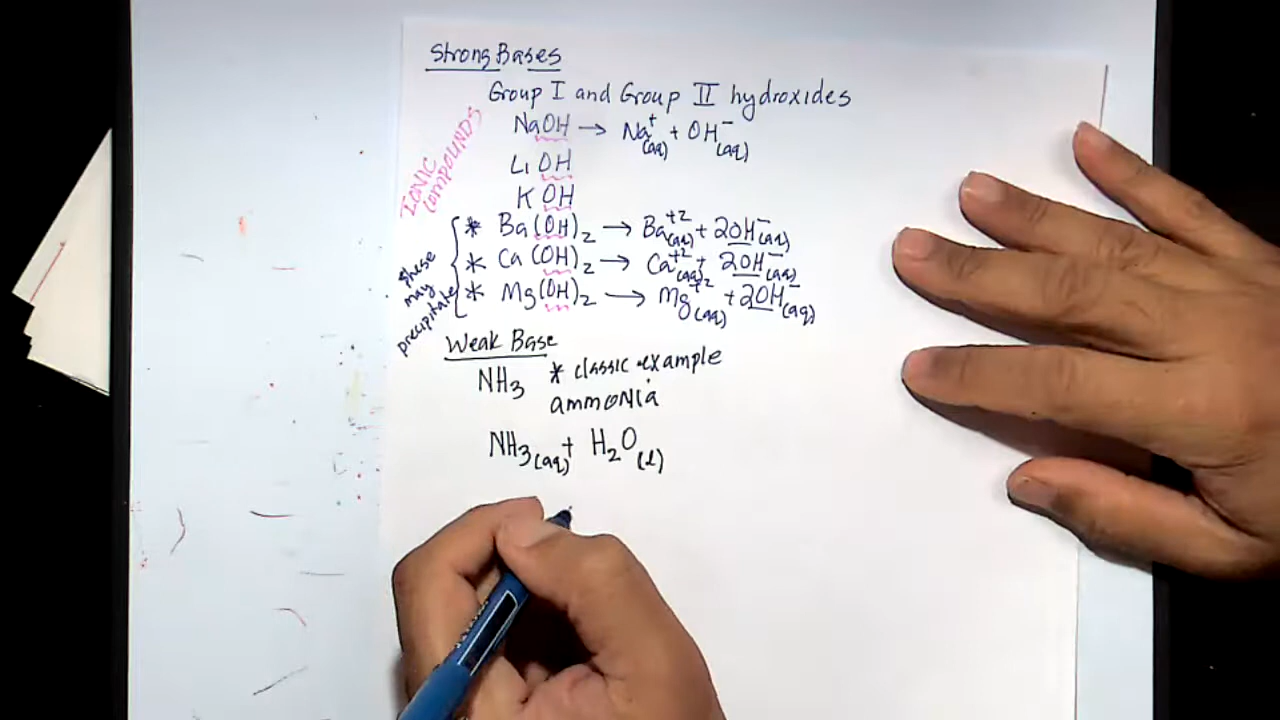 Strong Bases
Group I and Group II hydroxides
NaOH → Na⁺(aq) + OH⁻(aq)
LiOH
KOH
IONIC COMPOUNDS
* Ba(OH)₂ → Ba⁺²(aq) + 2OH⁻(aq)
* Ca(OH)₂ → Ca⁺²(aq) + 2OH⁻(aq)
* Mg(OH)₂ → Mg⁺²(aq) + 2OH⁻(aq)
these may precipitate
Weak Base
NH₃ * classic example
ammonia
NH₃(aq) + H₂O(l)